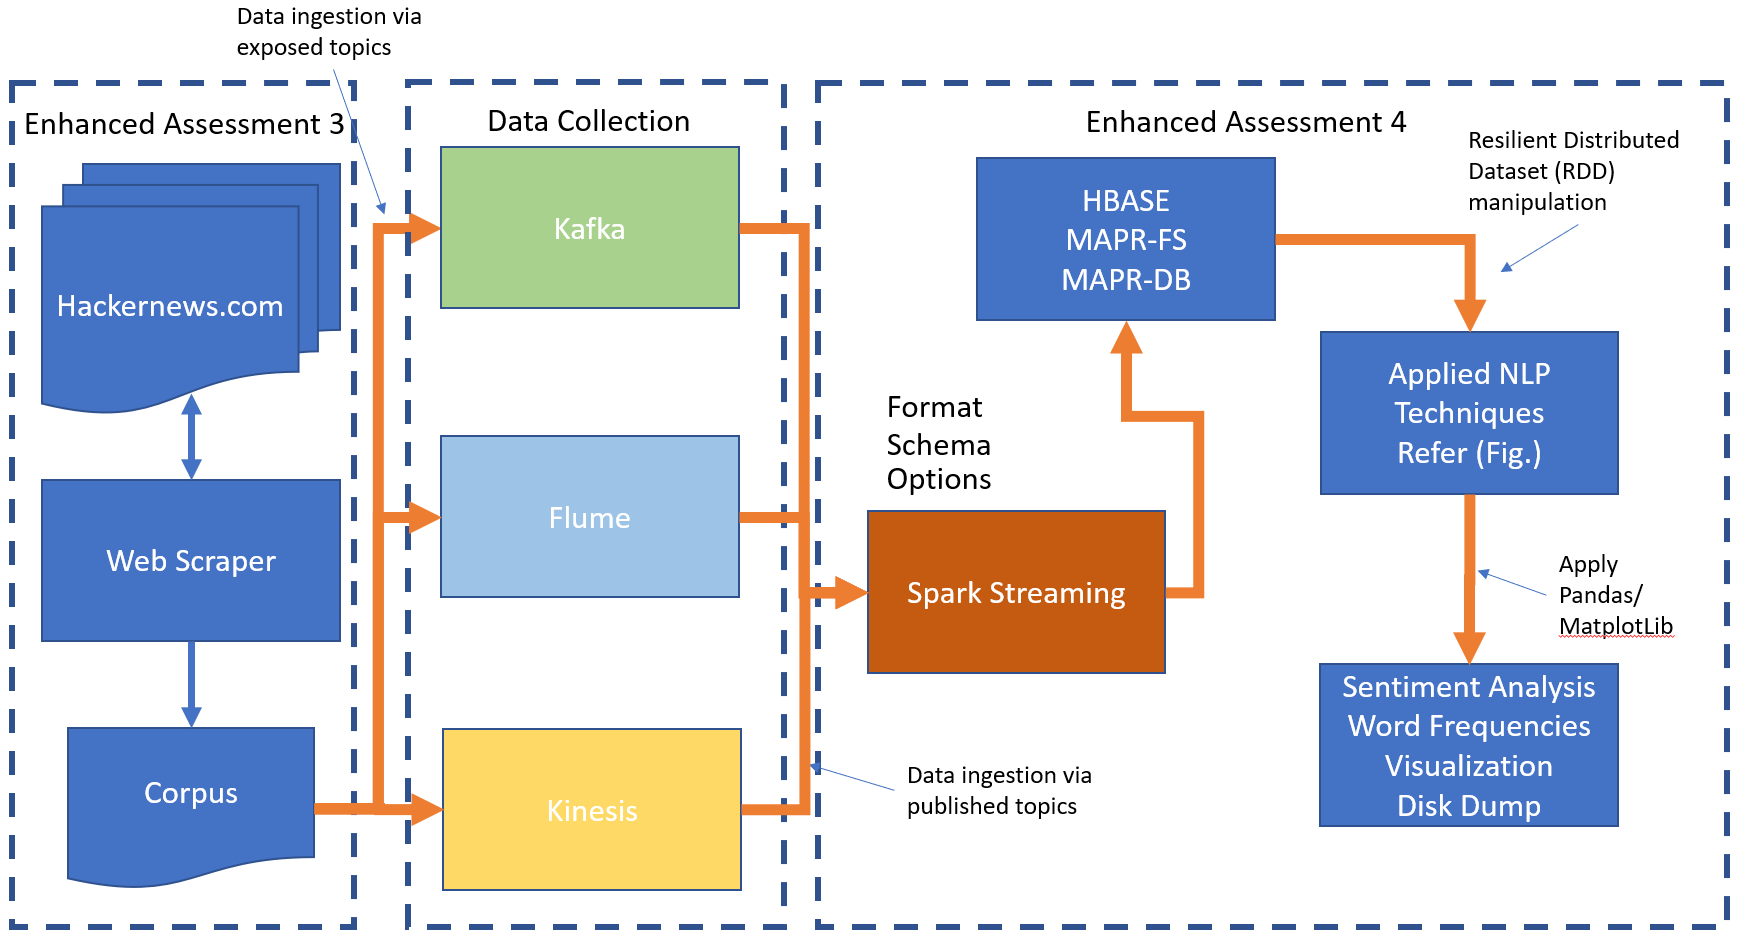 Data ingestion via
exposed topics
Enhanced Assessment 3
Hackernews.com
Web Scraper
Corpus
Data Collection
Kafka
Flume
Kinesis
Enhanced Assessment 4
HBASE
MAPR-FS
MAPR-DB
Resilient Distributed
Dataset (RDD)
manipulation
Format
Schema
Options
Spark Streaming
Data ingestion via
published topics
Applied NLP
Techniques
Refer (Fig.)
Apply
Pandas/
MatplotLib
Sentiment Analysis
Word Frequencies
Visualization
Disk Dump